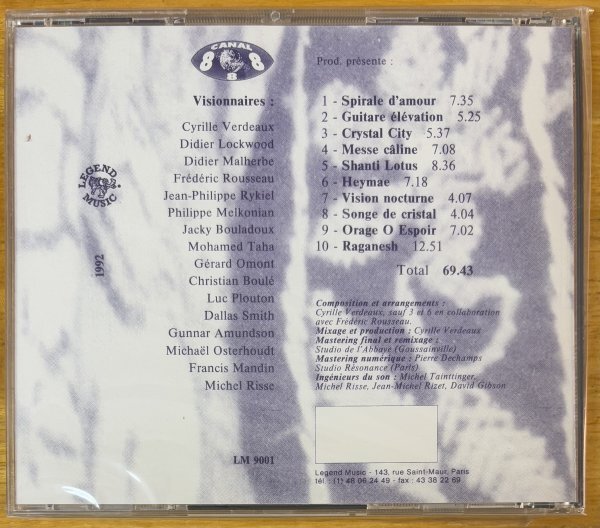 CANAL
8 8
8
Visionnaires :
Cyrille Verdeaux
Didier Lockwood
Didier Malherbe
Frédéric Rousseau
Jean-Philippe Rykiel
Philippe Melkonian
Jacky Bouladoux
Mohamed Taha
Gérard Omont
Christian Boulé
Luc Plouton
Dallas Smith
Gunnar Amundson
Michaël Osterhoudt
Francis Mandin
Michel Risse
LEGEND
MUSIC
1992
LM 9001
Prod. présente :
1 - Spirale d'amour 7.35
2 - Guitare élévation 5.25
3 - Crystal City 5.37
4 - Messe câline 7.08
5 - Shanti Lotus 8.36
6 - Heymae 7.18
7 - Vision nocturne 4.07
8 - Songe de cristal 4.04
9 - Orage O Espoir 7.02
10 - Raganesh 12.51
Total 69.43
Composition et arrangements :
Cyrille Verdeaux, sauf 3 et 6 en collaboration
avec Frédéric Rousseau.
Mixage et production : Cyrille Verdeaux
Mastering final et remixage :
Studio de l'Abbaye (Goussainville)
Mastering numérique : Pierre Dechamps
Studio Résonance (Paris)
Ingénieurs du son : Michel Tainttinger,
Michel Risse, Jean-Michel Rizet, David Gibson
Legend Music - 143, rue Saint-Maur, Paris
tél. : (1) 48 06 24 49 - fax : 43 38 22 69